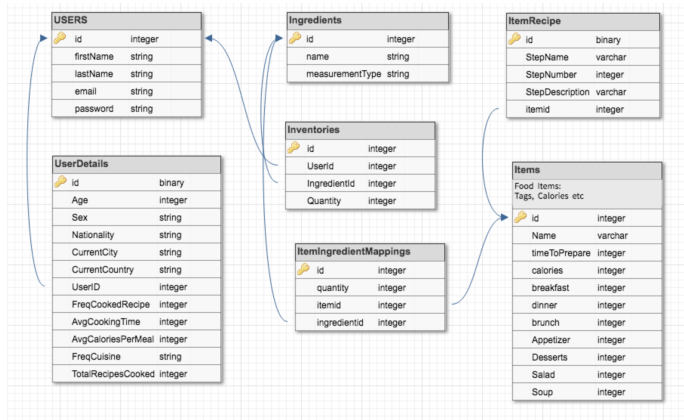 USERS
id integer
firstName string
lastName string
email string
password string
Ingredients
id integer
name string
measurementType string
ItemRecipe
id binary
StepName varchar
StepNumber integer
StepDescription varchar
itemid integer
Inventories
id integer
UserId integer
IngredientId integer
Quantity integer
UserDetails
id binary
Age integer
Sex string
Nationality string
CurrentCity string
CurrentCountry string
UserID integer
FreqCookedRecipe integer
AvgCookingTime integer
AvgCaloriesPerMeal integer
FreqCuisine string
TotalRecipesCooked integer
ItemIngredientMappings
id integer
quantity integer
itemid integer
ingredientid integer
Items
Food Items:
Tags, Calories etc
id integer
Name varchar
timeToPrepare integer
calories integer
breakfast integer
dinner integer
brunch integer
Appetizer integer
Desserts integer
Salad integer
Soup integer